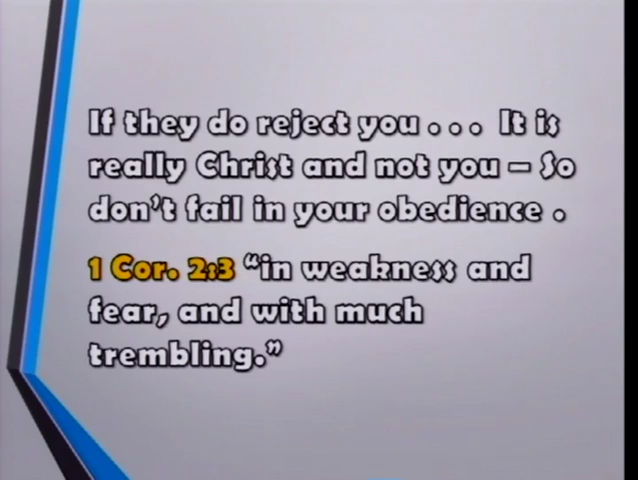 If they do reject you . . . It is
really Christ and not you – So
don't fail in your obedience .
1 Cor. 2:3 “in weakness and
fear, and with much
trembling.”